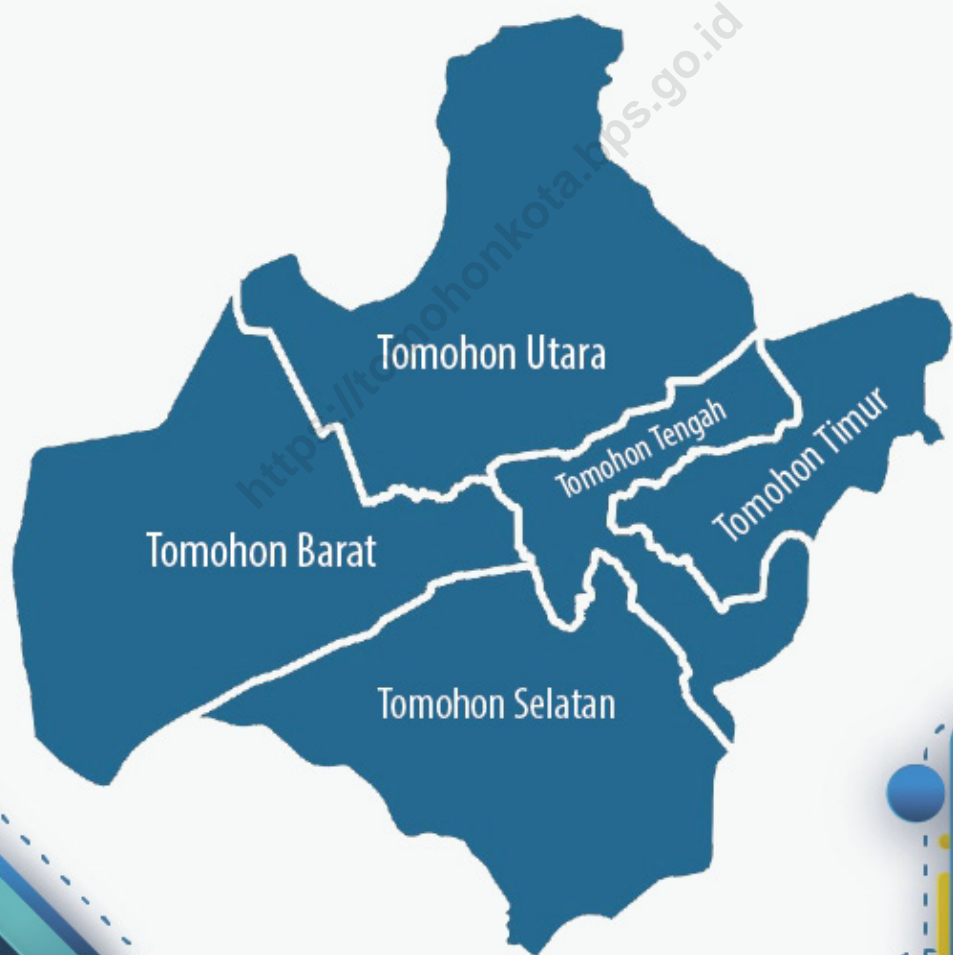 https://tomohonkota.bps.go.id
Tomohon Utara
Tomohon Tengah
Tomohon Timur
Tomohon Barat
Tomohon Selatan